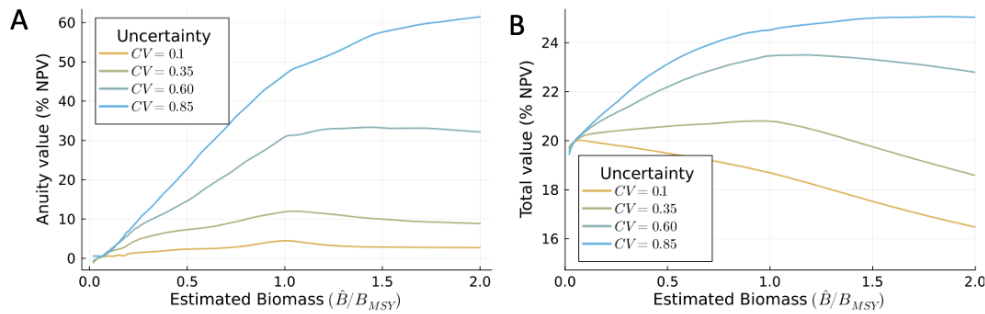 A
Anuity value (% NPV)
60
50
40
30
20
10
0
Uncertainty
CV = 0.1
CV = 0.35
CV = 0.60
CV = 0.85
0.0 0.5 1.0 1.5 2.0
Estimated Biomass (B̂/B_MSY)
B
Total value (% NPV)
24
22
20
18
16
Uncertainty
CV = 0.1
CV = 0.35
CV = 0.60
CV = 0.85
0.0 0.5 1.0 1.5 2.0
Estimated Biomass (B̂/B_MSY)